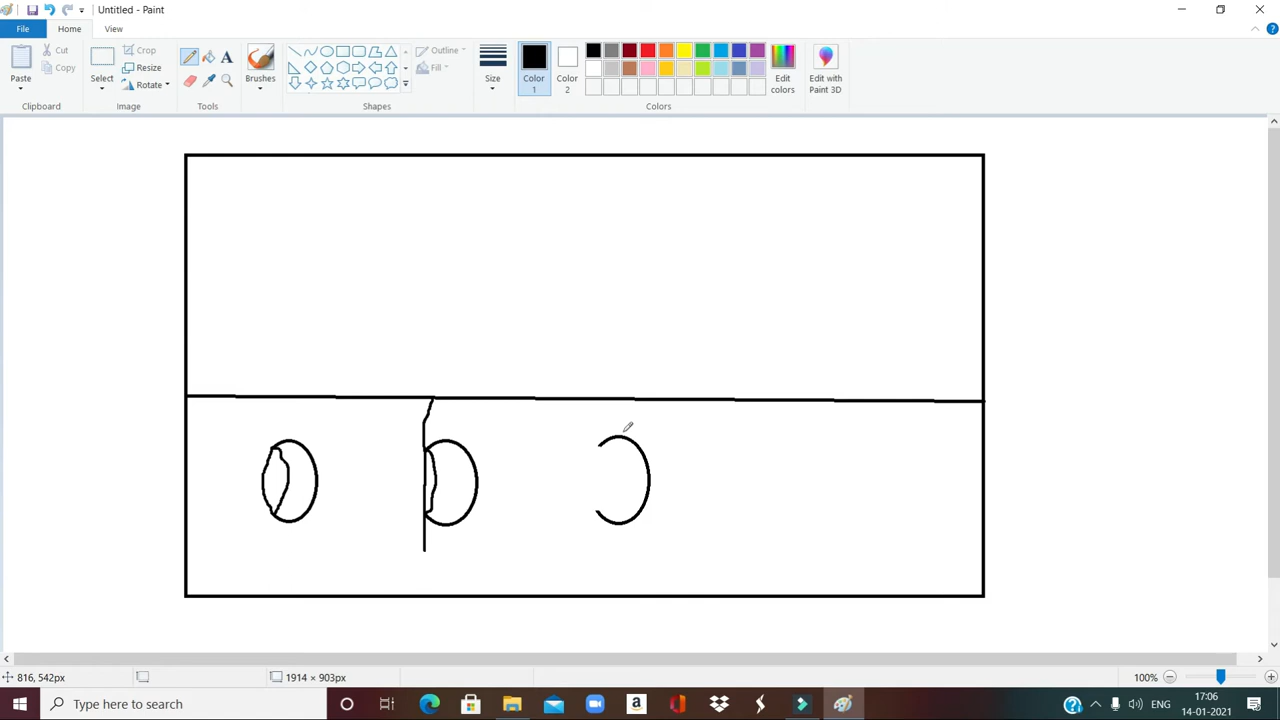 Untitled - Paint
File Home View
Paste
Cut
Copy
Clipboard
Select
Crop
Resize
Rotate
Image
Tools
Brushes
Outline
Fill
Shapes
Size
Color 1
Color 2
Edit colors
Colors
Edit with Paint 3D
816, 542px
1914 × 903px
100%
Type here to search
ENG
17:06
14-01-2021